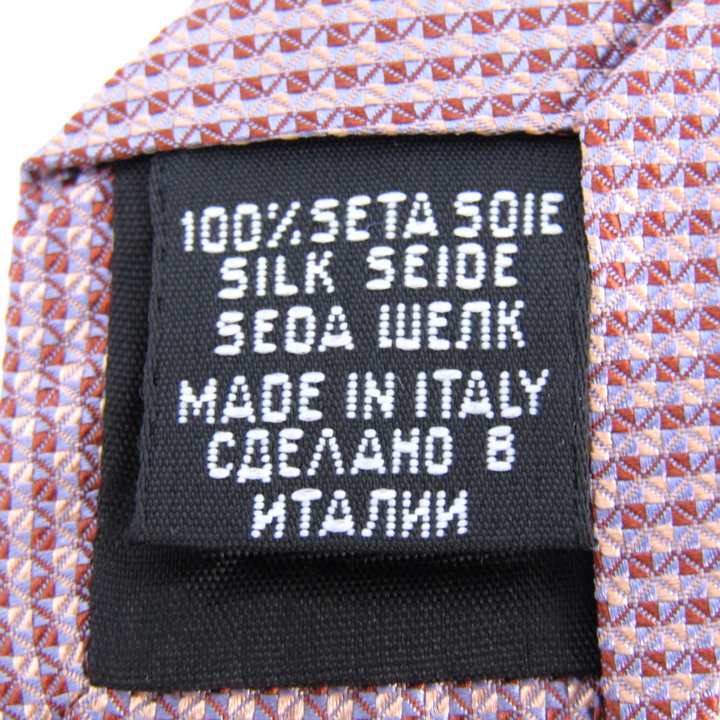 100% SETA SOIE
SILK SEIDE
SEDA ШЕЛК
MADE IN ITALY
СДЕЛАНО В
ИТАЛИИ